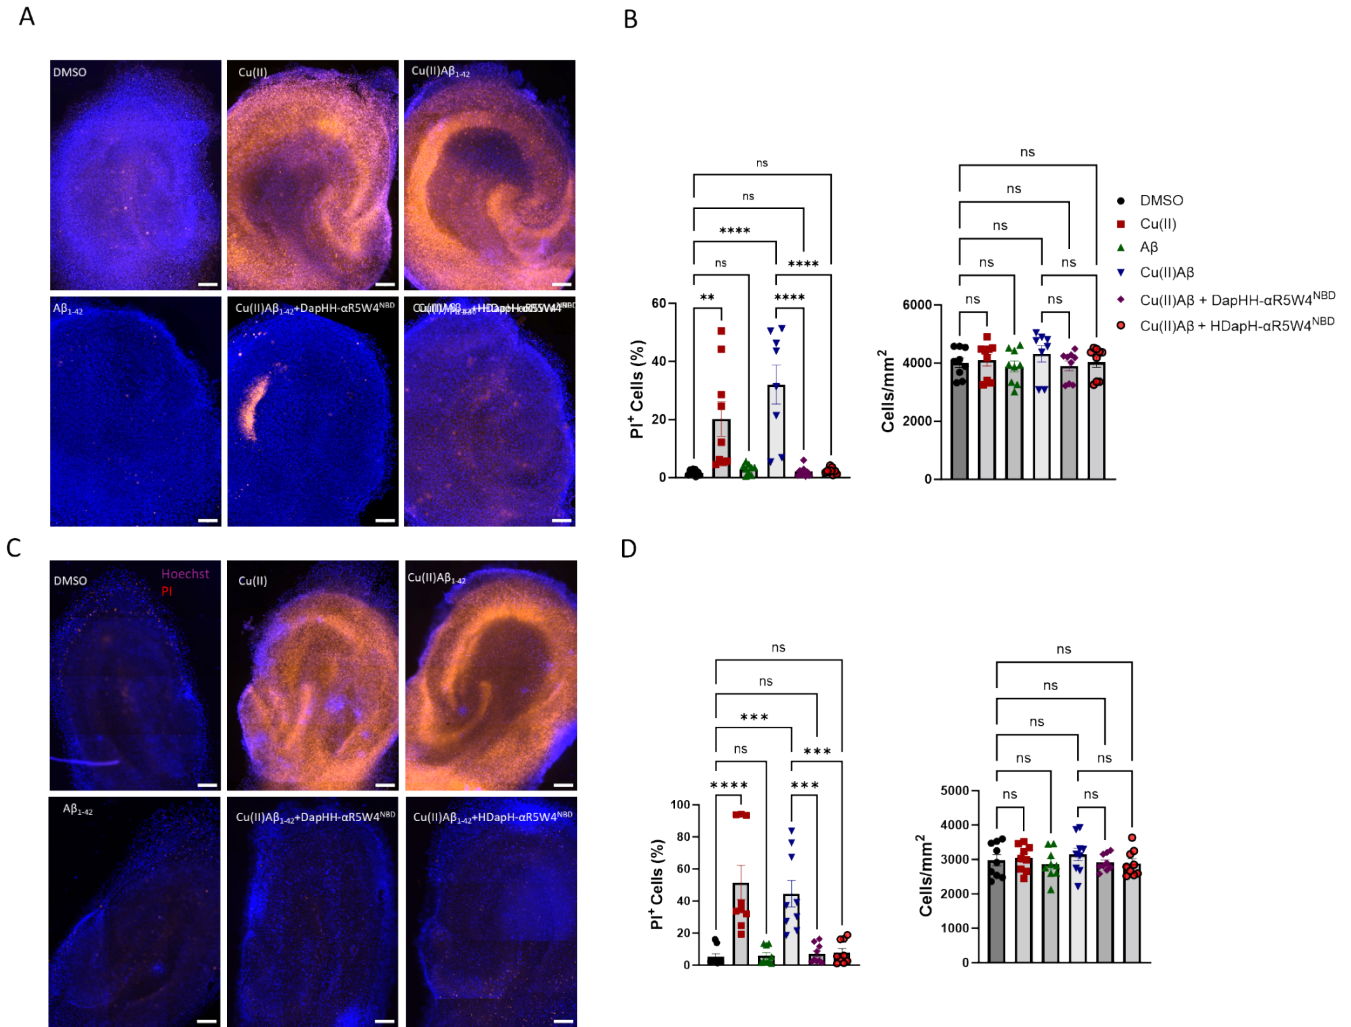 A
DMSO
Cu(II)
Cu(II)Aβ1-42
Aβ1-42
Cu(II)Aβ1-42+DapHH-αR5W4NBD
B
ns
ns
****
ns
****
**
****
60
40
20
0
PI+ Cells (%)
ns
ns
ns
ns
ns
ns
ns
6000
4000
2000
0
Cells/mm2
DMSO
Cu(II)
Aβ
Cu(II)Aβ
Cu(II)Aβ + DapHH-αR5W4NBD
Cu(II)Aβ + HDapH-αR5W4NBD
C
DMSO
Hoechst
PI
Cu(II)
Cu(II)Aβ1-42
Aβ1-42
Cu(II)Aβ1-42+DapHH-αR5W4NBD
Cu(II)Aβ1-42+HDapH-αR5W4NBD
D
ns
ns
***
ns
***
****
***
100
80
60
40
20
0
PI+ Cells (%)
ns
ns
ns
ns
ns
ns
ns
5000
4000
3000
2000
1000
0
Cells/mm2